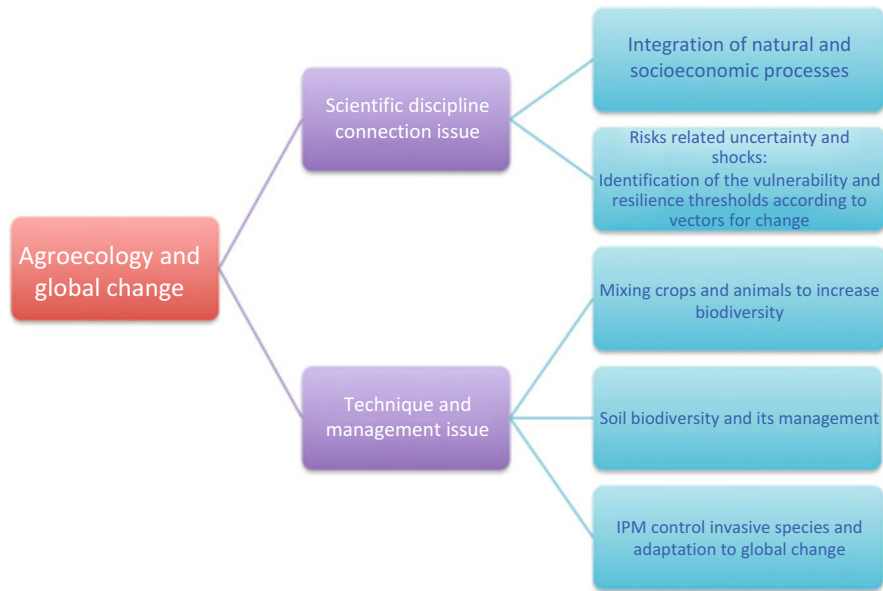 Agroecology and
global change
Scientific discipline
connection issue
Integration of natural and
socioeconomic processes
Risks related uncertainty and
shocks:
Identification of the vulnerability and
resilience thresholds according to
vectors for change
Technique and
management issue
Mixing crops and animals to increase
biodiversity
Soil biodiversity and its management
IPM control invasive species and
adaptation to global change